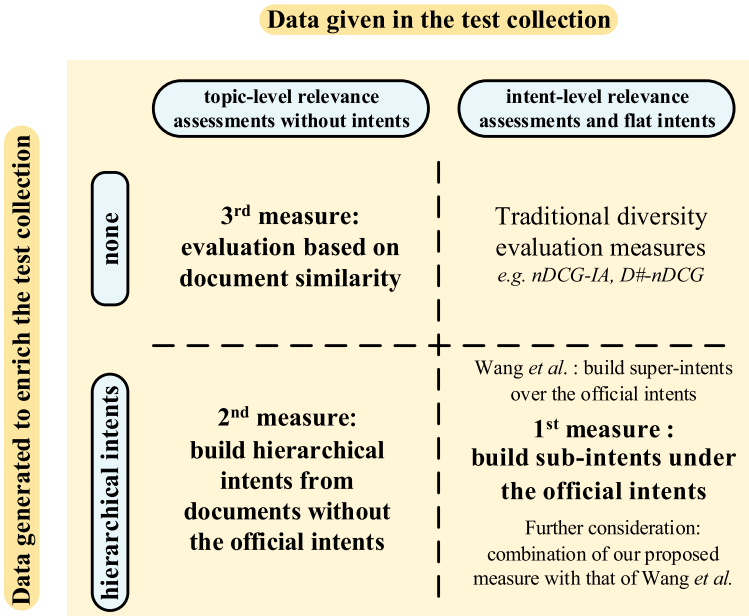 Data given in the test collection
topic-level relevance
assessments without intents
intent-level relevance
assessments and flat intents
Data generated to enrich the test collection
none
3rd measure:
evaluation based on
document similarity
Traditional diversity
evaluation measures
e.g. nDCG-IA, D#-nDCG
hierarchical intents
2nd measure:
build hierarchical
intents from
documents without
the official intents
Wang et al. : build super-intents
over the official intents
1st measure :
build sub-intents under
the official intents
Further consideration:
combination of our proposed
measure with that of Wang et al.